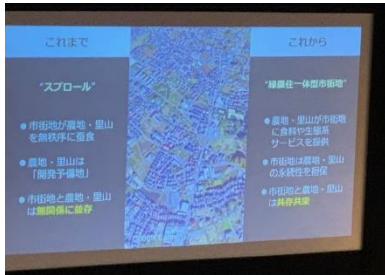 これまで
"スプロール"
●市街地が農地・里山
を無秩序に蚕食
●農地・里山は
「開発予備地」
●市街地と農地・里山
は無関係に並存
これから
"緑農住一体型市街地"
●農地・里山が市街地
に食料や生態系
サービスを提供
●市街地は農地・里山
の永続性を担保
●市街地と農地・里山
は共存共栄